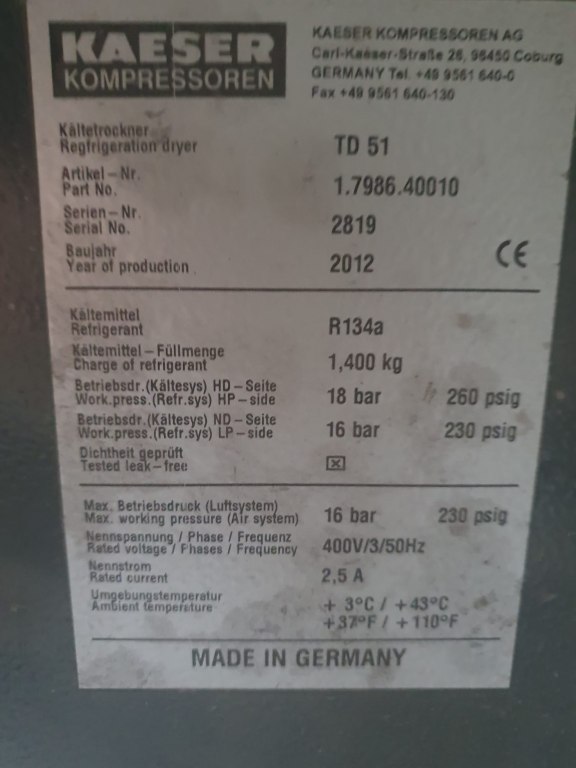 KAESER
KOMPRESSOREN
KAESER KOMPRESSOREN AG
Carl-Kaeser-Straße 26, 96450 Coburg
GERMANY Tel. +49 9561 640-0
Fax +49 9561 640-130
Kältetrockner
Regfrigeration dryer TD 51
Artikel-Nr.
Part No. 1.7986.40010
Serien-Nr.
Serial No. 2819
Baujahr
Year of production 2012 CE
Kältemittel
Refrigerant R134a
Kältemittel-Füllmenge
Charge of refrigerant 1,400 kg
Betriebsdr.(Kältesys) HD-Seite
Work.press.(Refr.sys) HP-side 18 bar 260 psig
Betriebsdr.(Kältesys) ND-Seite
Work.press.(Refr.sys) LP-side 16 bar 230 psig
Dichtheit geprüft
Tested leak-free ☒
Max. Betriebsdruck (Luftsystem)
Max. working pressure (Air system) 16 bar 230 psig
Nennspannung / Phase / Frequenz
Rated voltage / Phases / Frequency 400V/3/50Hz
Nennstrom
Rated current 2,5 A
Umgebungstemperatur
Ambient temperature + 3°C / +43°C
+37°F / +110°F
MADE IN GERMANY